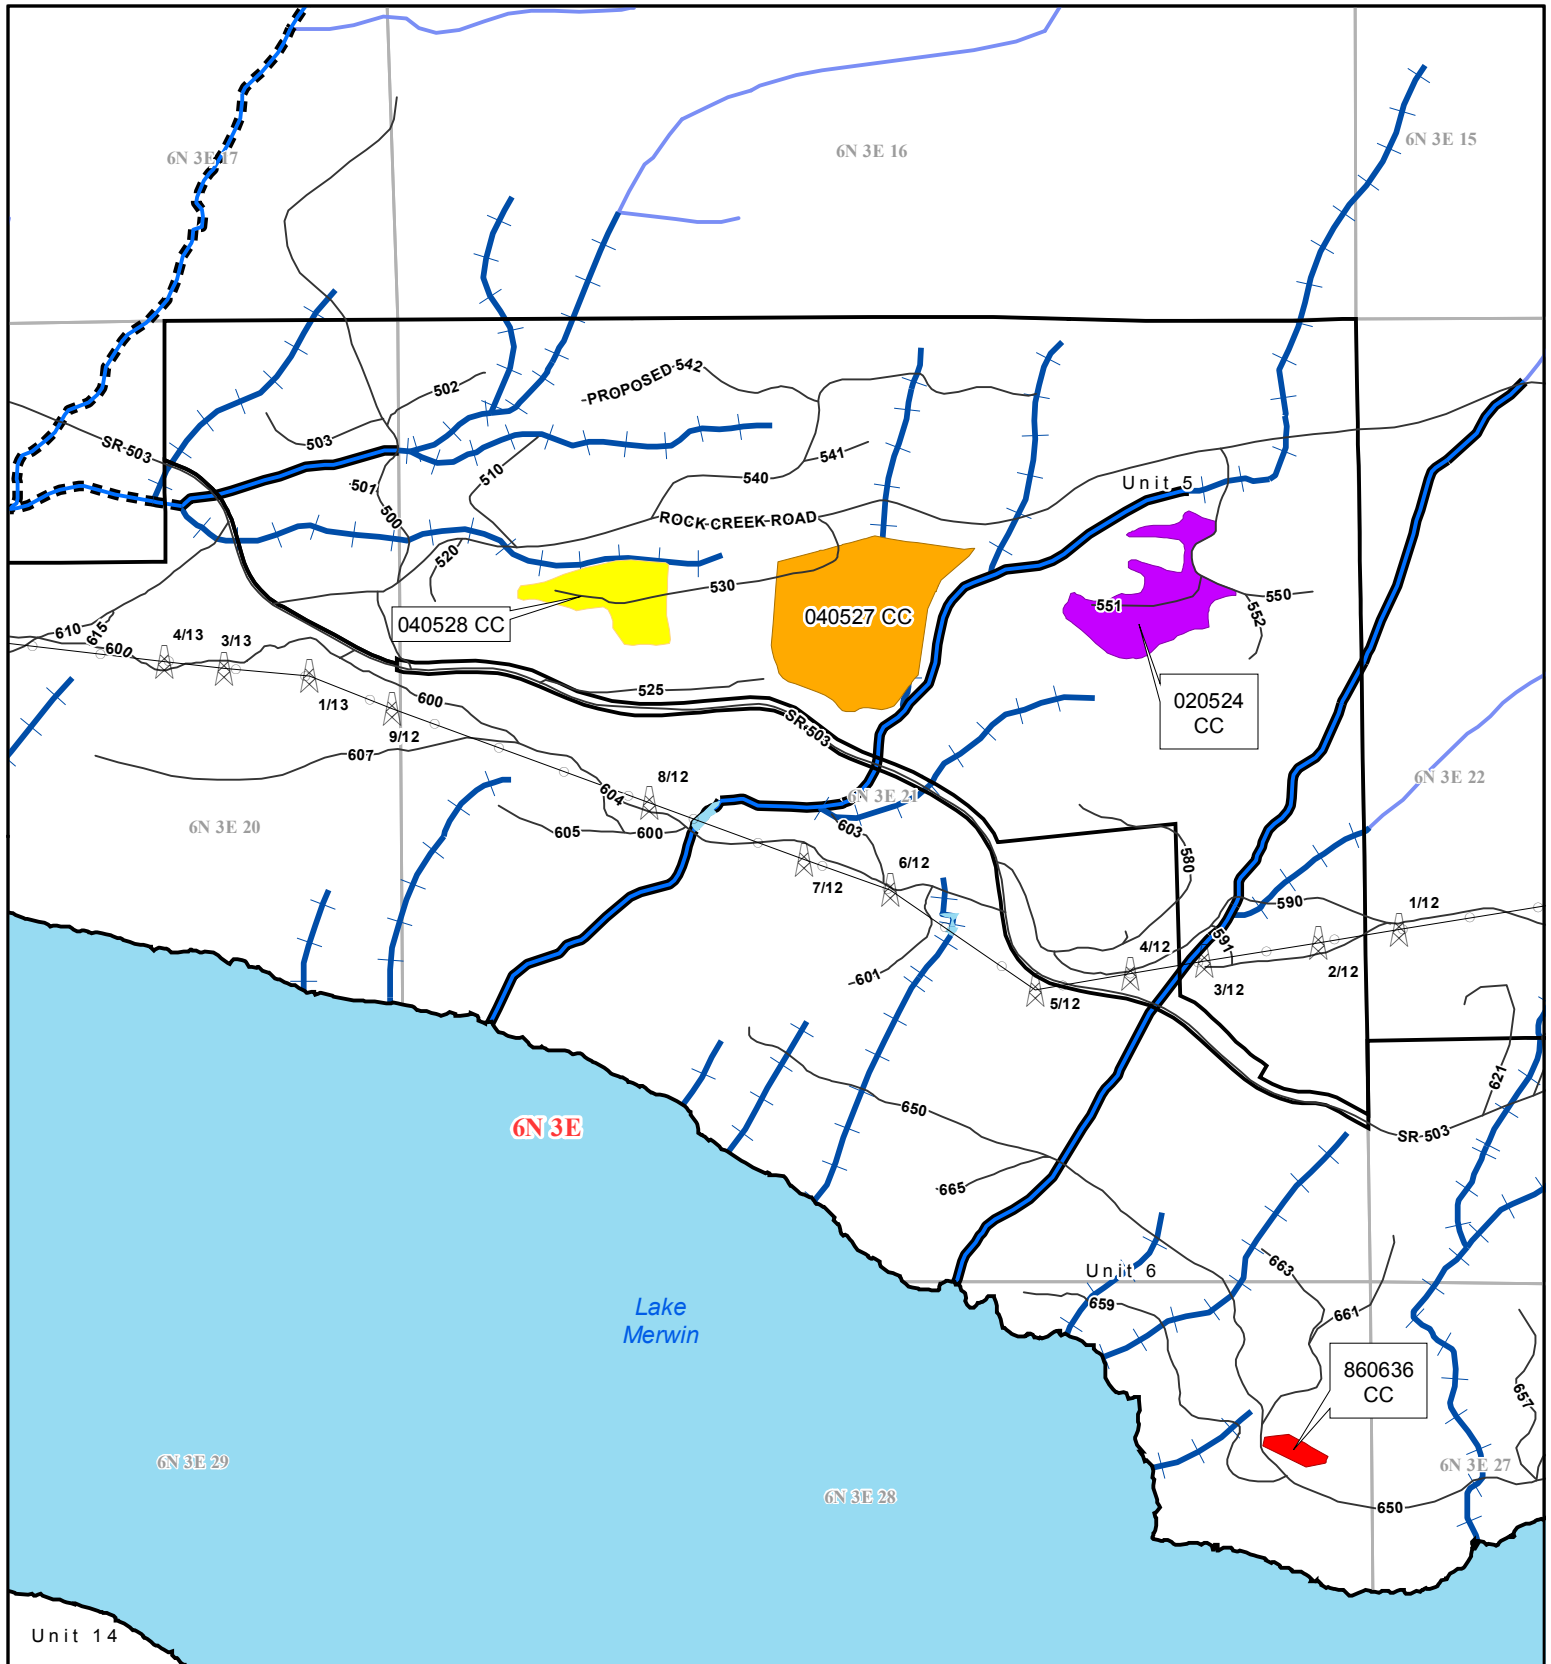 6N 3E 15
6N 3E 16
6N 3E 17
-PROPOSED-542
502
503
SR-503
541
510
540
-501
Unit 5
500
ROCK-CREEK-ROAD
520
530
550
551
552
040528 CC
040527 CC
610
615
600
4/13
3/13
525
020524
CC
1/13
600
SR-503
9/12
607
6N 3E 22
8/12
604
6N 3E 21
6N 3E 20
605
600
603
580
7/12
6/12
590
1/12
591
4/12
2/12
-601
3/12
5/12
621
650
6N 3E
SR-503
-665
663
Unit 6
659
Lake
Merwin
661
860636
CC
657
6N 3E 29
6N 3E 27
6N 3E 28
650
Unit 14